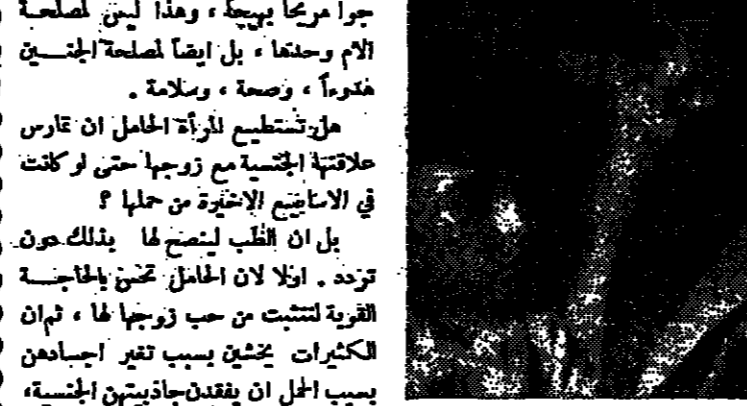 جوا مريحا بهيجا ، وهذا ليس لمصلحة
الام وحدها ، بل ايضاً لمصلحة الجنــين
هدوءاً ، وصحة ، وسلامة .
هل تستطيع المرأة الحامل ان تمارس
علاقتها الجنسية مع زوجها حتى لو كانت
في الاسابيع الاخيرة من حملها ؟
بل ان الطب لينصح لها بذلك دون
تردد . اولا لان الحامل تحس بالحاجــة
القوية لتتثبت من حب زوجها لها ، ثم ان
الكثيرات يخشين بسبب تغير اجسادهن
بسبب الحمل ان يفقدن جاذبيتهن الجنسية،